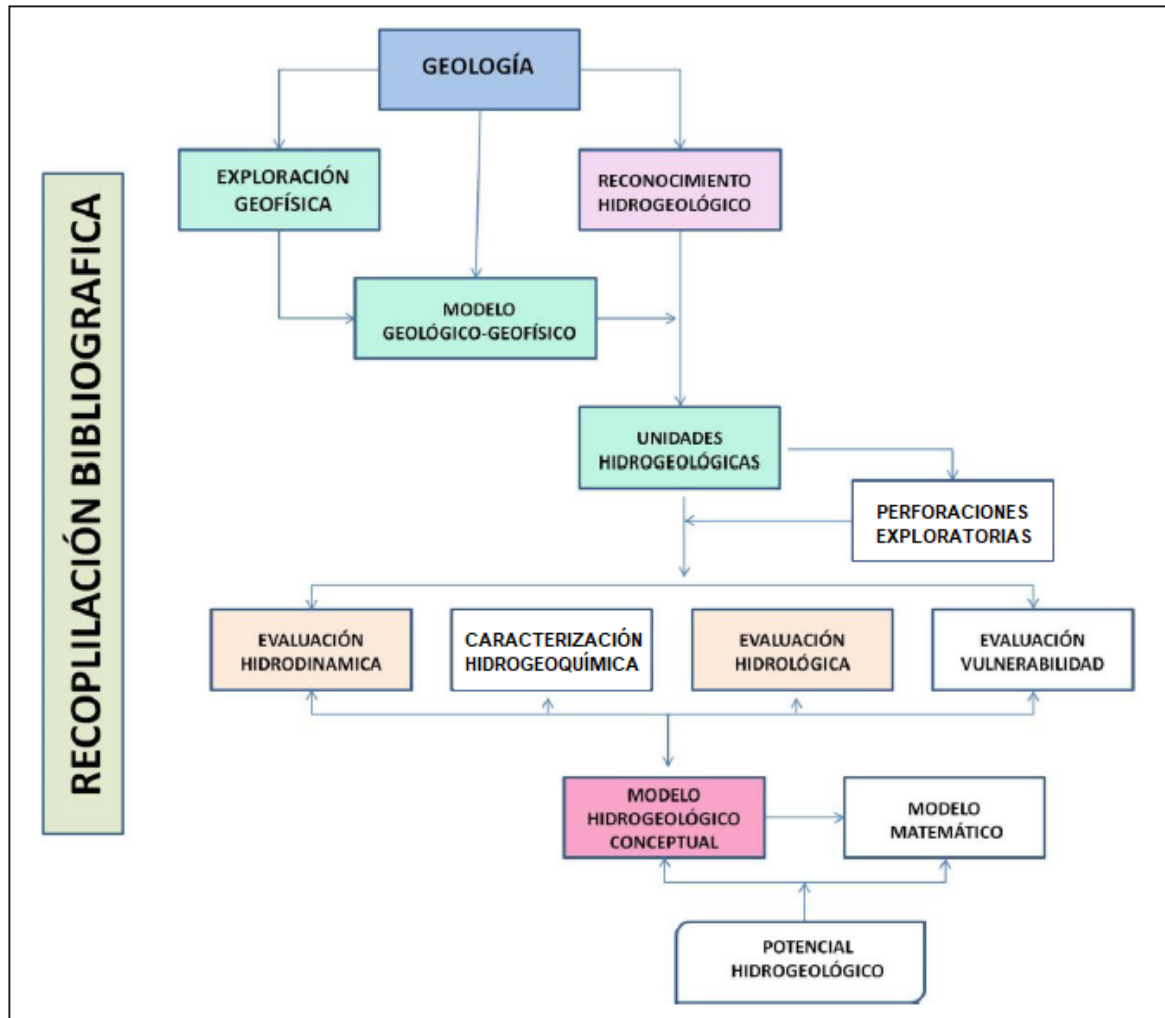 GEOLOGÍA
EXPLORACIÓN
GEOFÍSICA
RECONOCIMIENTO
HIDROGEOLÓGICO
RECOPLILACIÓN BIBLIOGRAFICA
MODELO
GEOLÓGICO-GEOFÍSICO
UNIDADES
HIDROGEOLÓGICAS
PERFORACIONES
EXPLORATORIAS
EVALUACIÓN
HIDRODINAMICA
CARACTERIZACIÓN
HIDROGEOQUÍMICA
EVALUACIÓN
HIDROLÓGICA
EVALUACIÓN
VULNERABILIDAD
MODELO
HIDROGEOLÓGICO
CONCEPTUAL
MODELO
MATEMÁTICO
POTENCIAL
HIDROGEOLÓGICO